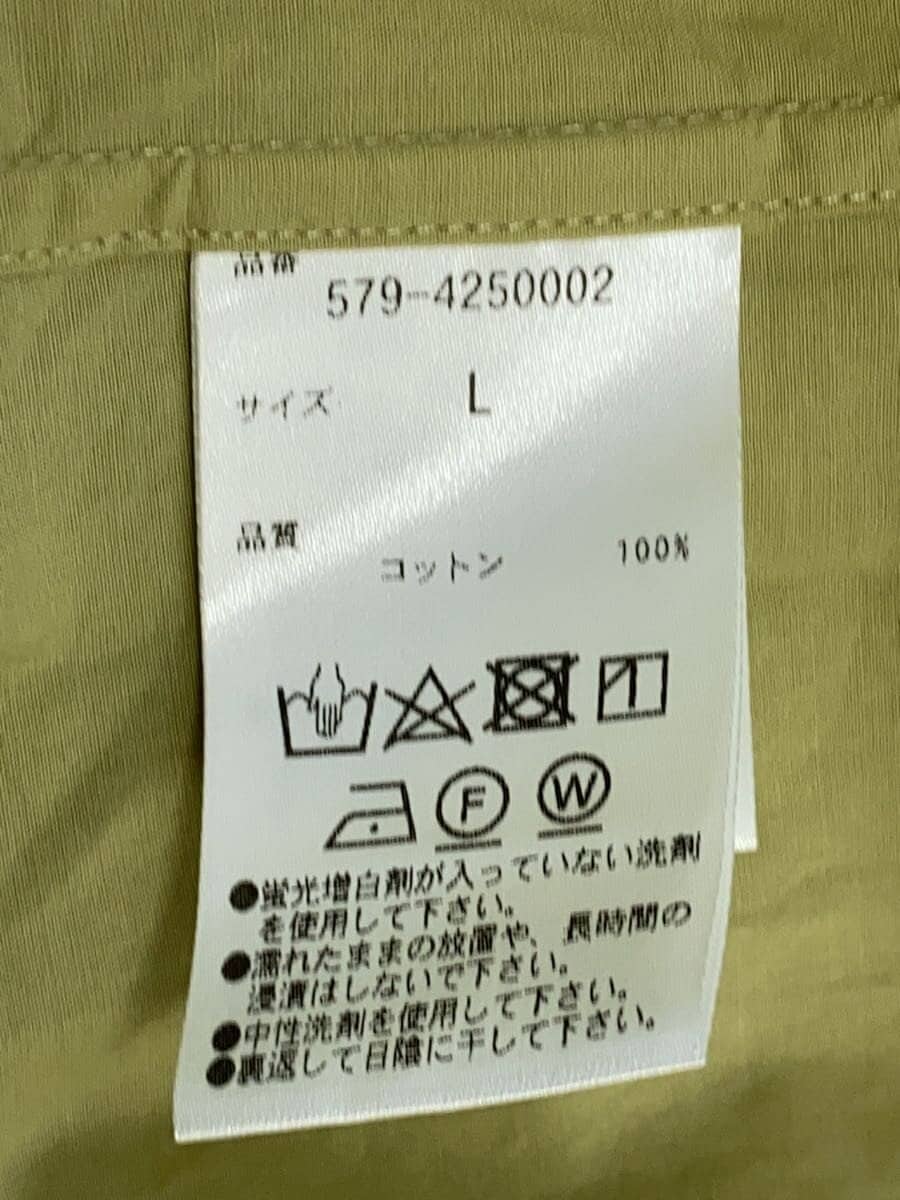 品番
579-4250002
サイズ L
品質
コットン 100%
F W
●蛍光増白剤が入っていない洗剤
を使用して下さい。
●濡れたままの放置や、長時間の
浸漬はしないで下さい。
●中性洗剤を使用して下さい。
●裏返して日陰に干して下さい。